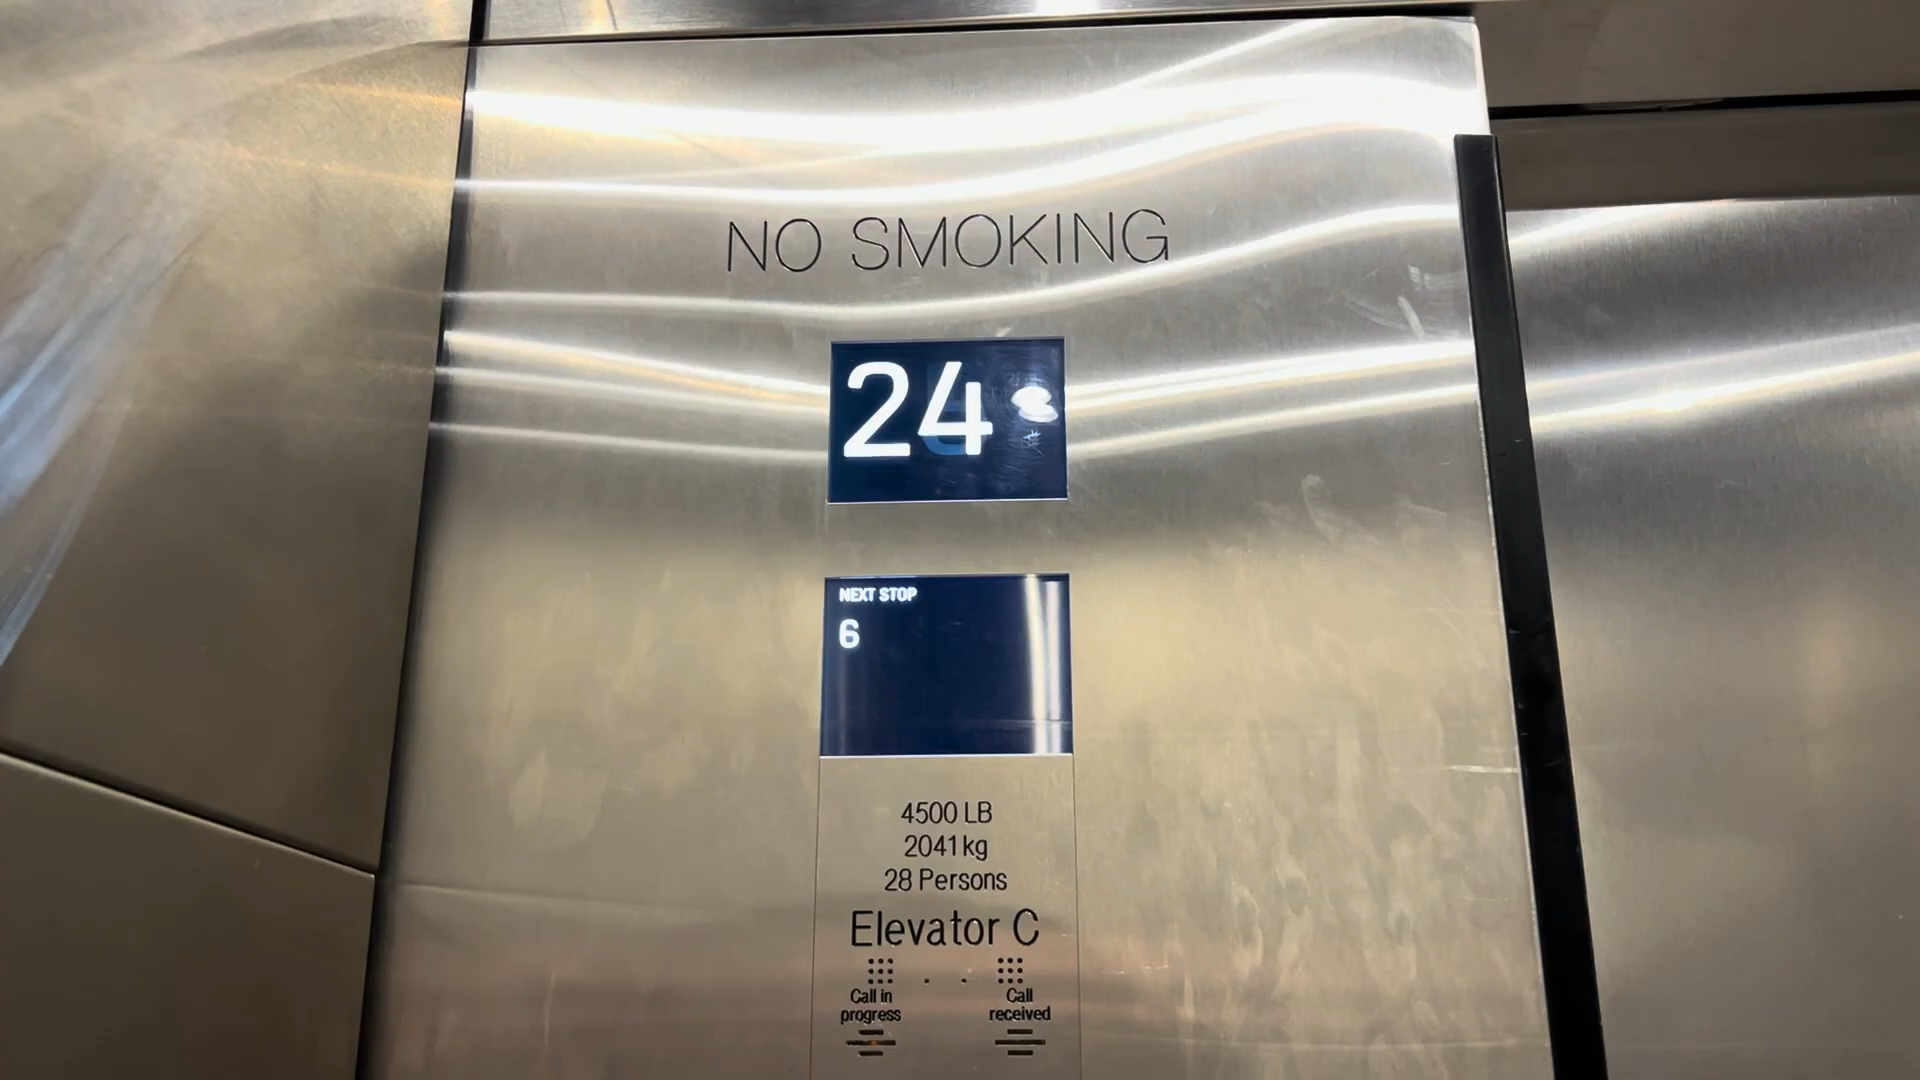 NO SMOKING
24
NEXT STOP
6
4500 LB
2041kg
28 Persons
Elevator C
Call in
progress
Call
received